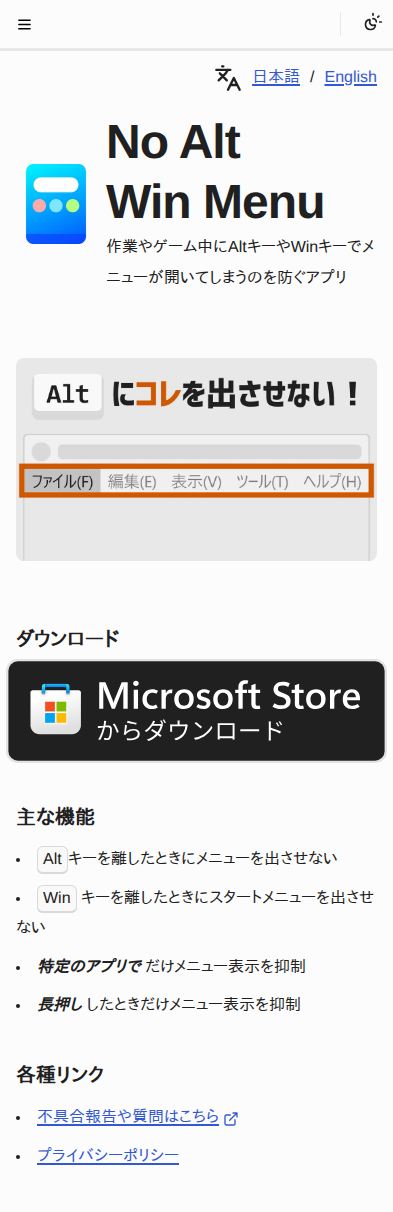 日本語 / English
No Alt
Win Menu
作業やゲーム中にAltキーやWinキーでメ
ニューが開いてしまうのを防ぐアプリ
Alt にコレを出させない！
ファイル(F) 編集(E) 表示(V) ツール(T) ヘルプ(H)
ダウンロード
Microsoft Store
からダウンロード
主な機能
• Alt キーを離したときにメニューを出させない
• Win キーを離したときにスタートメニューを出させ
ない
• 特定のアプリで だけメニュー表示を抑制
• 長押し したときだけメニュー表示を抑制
各種リンク
• 不具合報告や質問はこちら
• プライバシーポリシー